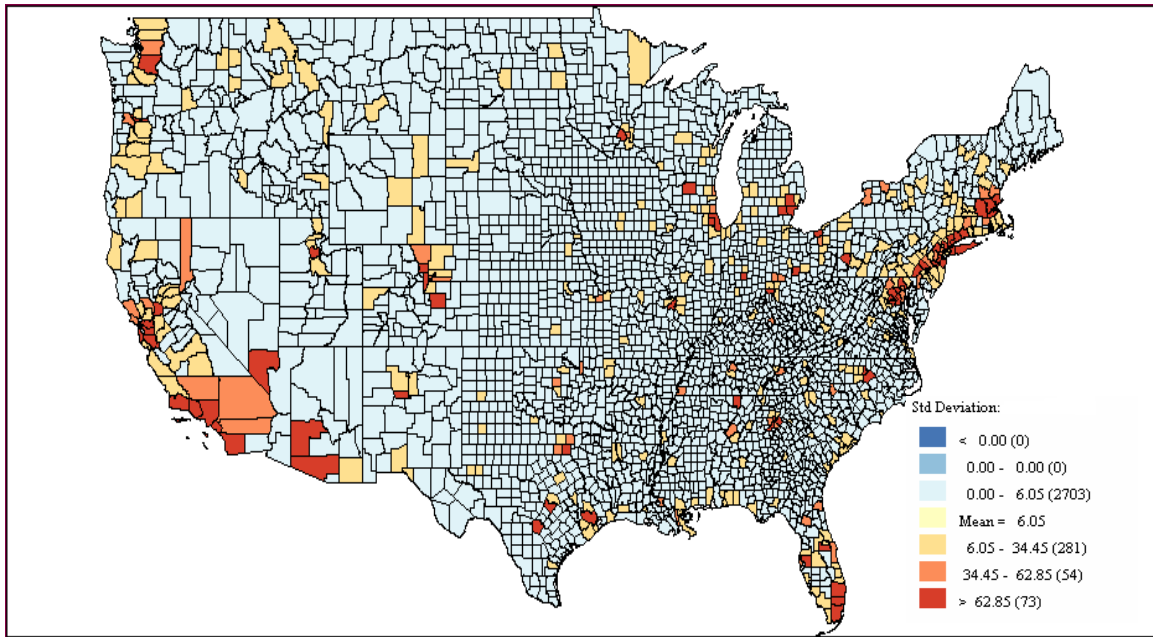 Std Deviation:
< 0.00 (0)
0.00 - 0.00 (0)
0.00 - 6.05 (2703)
Mean = 6.05
6.05 - 34.45 (281)
34.45 - 62.85 (54)
> 62.85 (73)